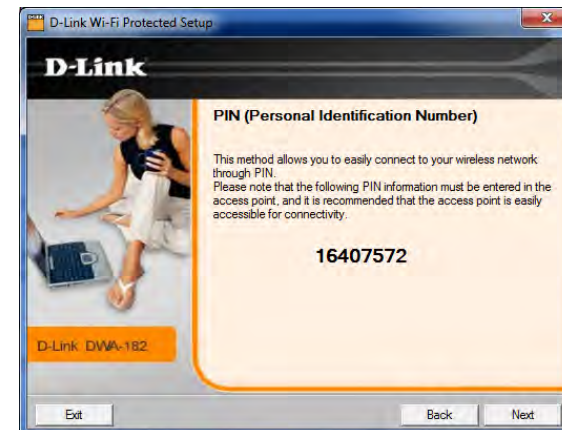 D-Link Wi-Fi Protected Setup
D-Link
PIN (Personal Identification Number)
This method allows you to easily connect to your wireless network
through PIN.
Please note that the following PIN information must be entered in the
access point, and it is recommended that the access point is easily
accessible for connectivity.
16407572
D-Link DWA-182
Exit
Back
Next